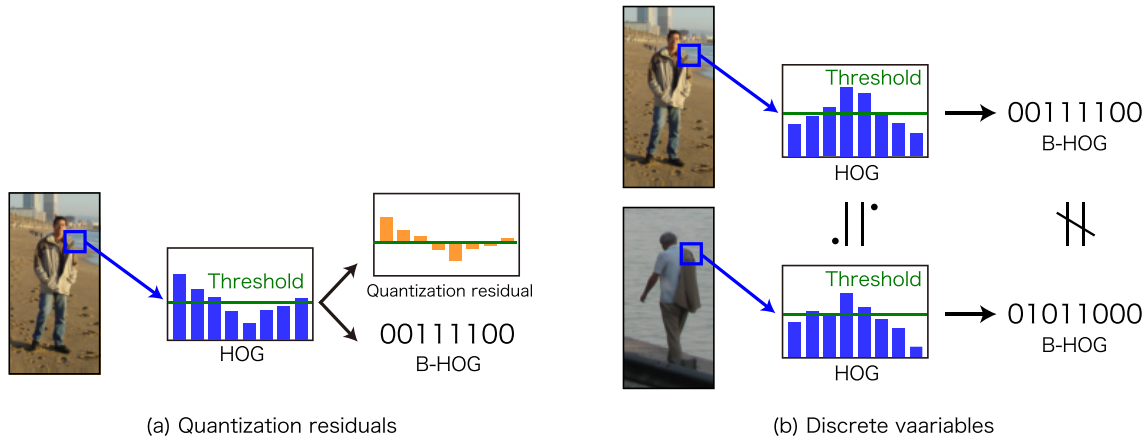 Threshold
HOG
Quantization residual
00111100
B-HOG
(a) Quantization residuals
Threshold
HOG
00111100
B-HOG
Threshold
HOG
01011000
B-HOG
(b) Discrete vaariables